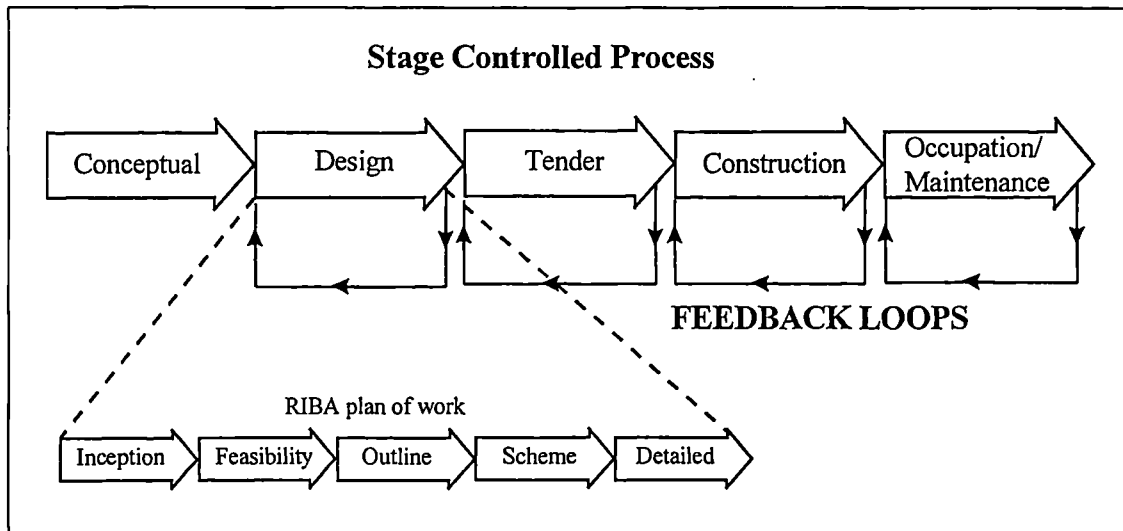 Stage Controlled Process
Conceptual
Design
Tender
Construction
Occupation/
Maintenance
FEEDBACK LOOPS
RIBA plan of work
Inception
Feasibility
Outline
Scheme
Detailed